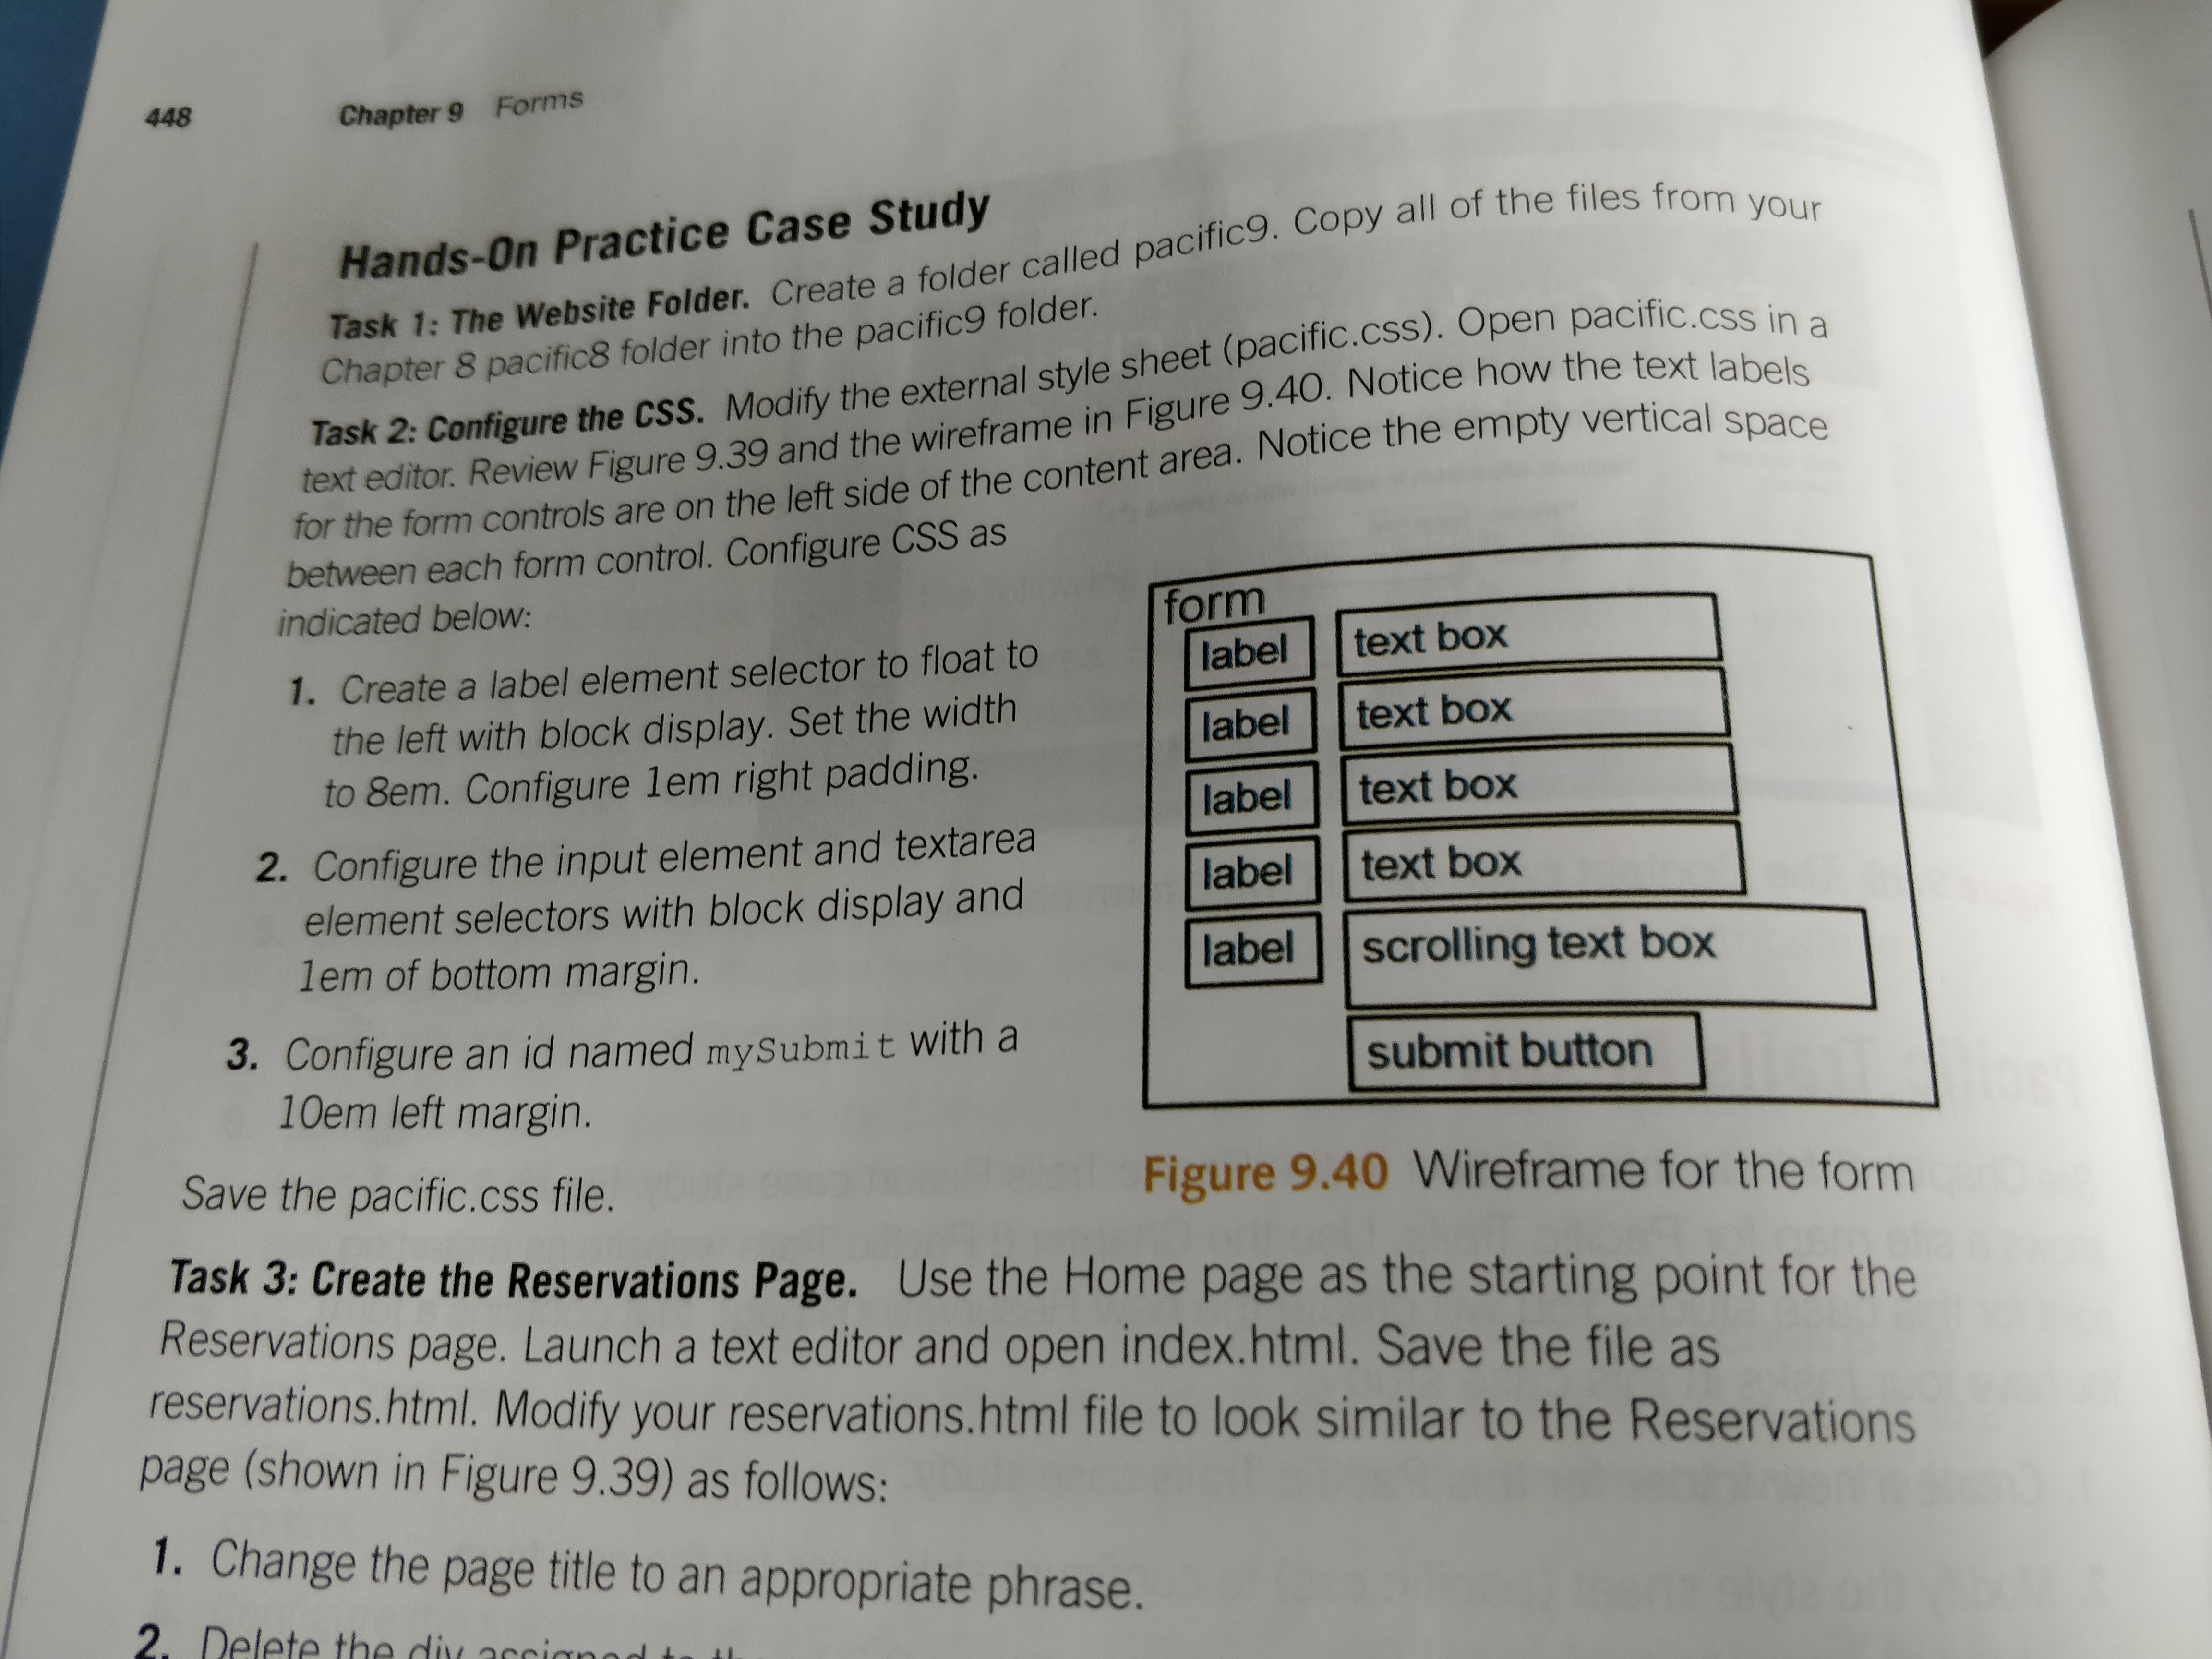 448 Chapter 9 Forms
Hands-On Practice Case Study
Task 1: The Website Folder. Create a folder called pacific9. Copy all of the files from your
Chapter 8 pacific8 folder into the pacific9 folder.
Task 2: Configure the CSS. Modify the external style sheet (pacific.css). Open pacific.css in a
text editor. Review Figure 9.39 and the wireframe in Figure 9.40. Notice how the text labels
for the form controls are on the left side of the content area. Notice the empty vertical space
between each form control. Configure CSS as
indicated below:
1. Create a label element selector to float to
the left with block display. Set the width
to 8em. Configure 1em right padding.
2. Configure the input element and textarea
element selectors with block display and
1em of bottom margin.
3. Configure an id named mySubmit with a
10em left margin.
Save the pacific.css file.
form
label text box
label text box
label text box
label text box
label scrolling text box
submit button
Figure 9.40 Wireframe for the form
Task 3: Create the Reservations Page. Use the Home page as the starting point for the
Reservations page. Launch a text editor and open index.html. Save the file as
reservations.html. Modify your reservations.html file to look similar to the Reservations
page (shown in Figure 9.39) as follows:
1. Change the page title to an appropriate phrase.
2. Delete the div assigned to the